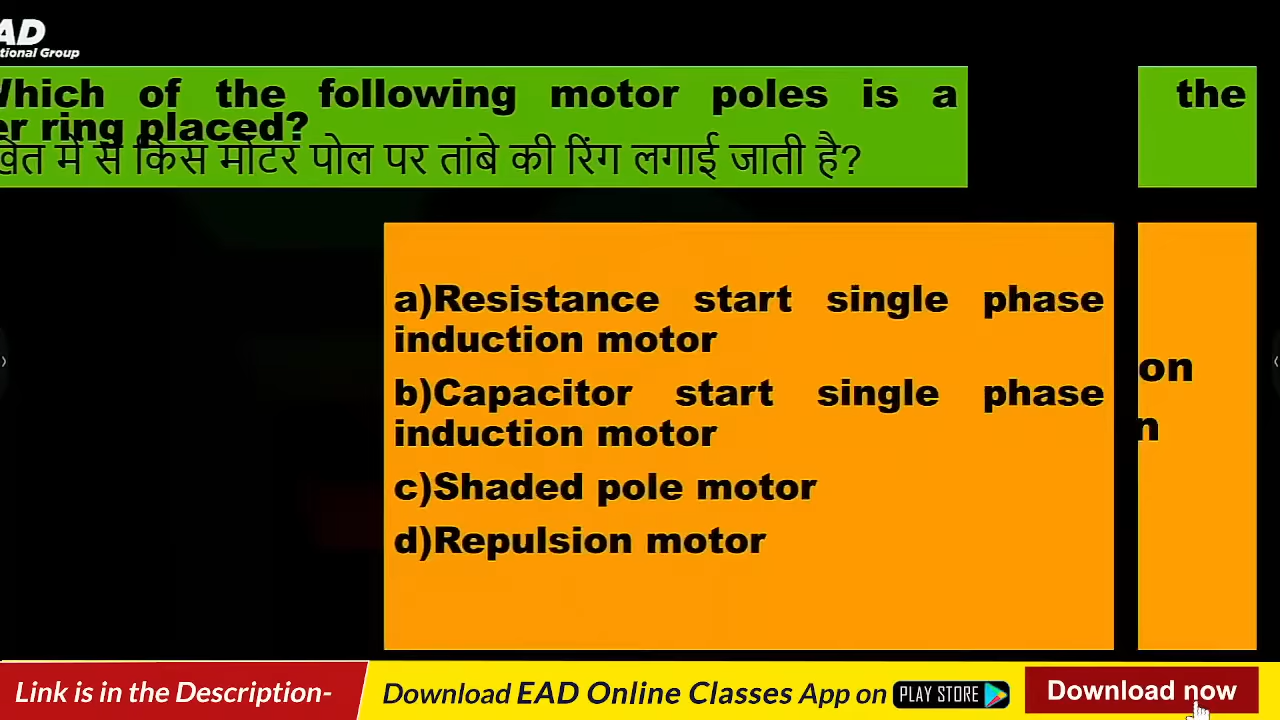 AD
tional Group
Which of the following motor poles is a
er ring placed?
खित में से किस मोटर पोल पर तांबे की रिंग लगाई जाती है?
the
a)Resistance start single phase
induction motor
b)Capacitor start single phase
induction motor
c)Shaded pole motor
d)Repulsion motor
on
n
Link is in the Description-
Download EAD Online Classes App on
PLAY STORE
Download now